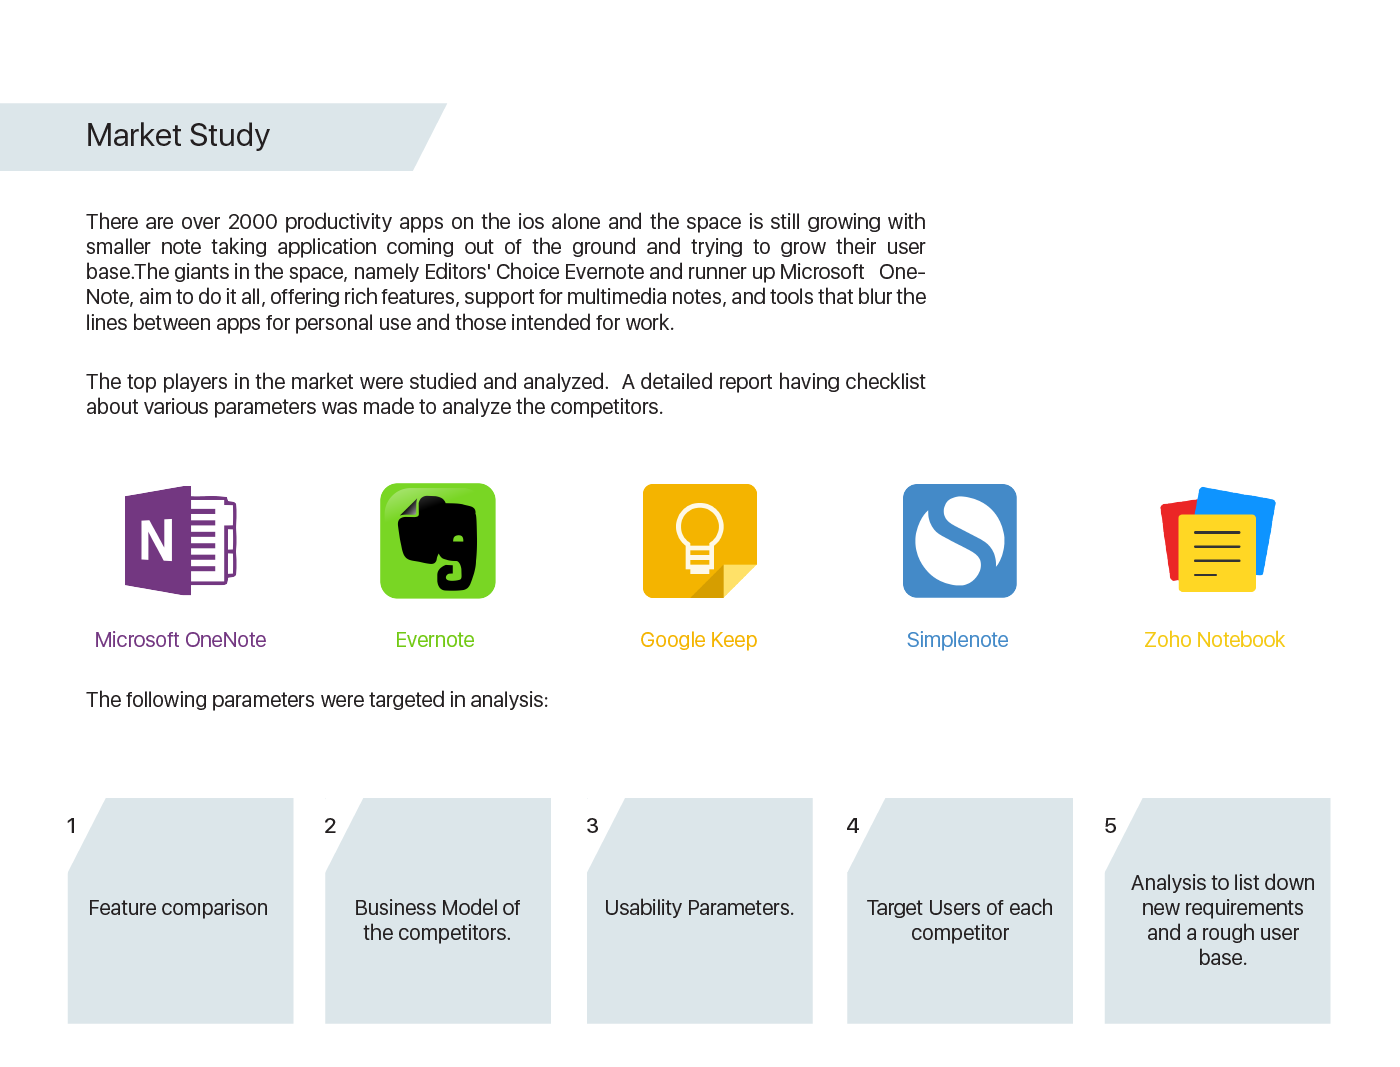 Market Study
There are over 2000 productivity apps on the ios alone and the space is still growing with
smaller note taking application coming out of the ground and trying to grow their user
base.The giants in the space, namely Editors' Choice Evernote and runner up Microsoft One-
Note, aim to do it all, offering rich features, support for multimedia notes, and tools that blur the
lines between apps for personal use and those intended for work.
The top players in the market were studied and analyzed. A detailed report having checklist
about various parameters was made to analyze the competitors.
N
Microsoft OneNote
Evernote
Google Keep
Simplenote
Zoho Notebook
The following parameters were targeted in analysis:
1
Feature comparison
2
Business Model of
the competitors.
3
Usability Parameters.
4
Target Users of each
competitor
5
Analysis to list down
new requirements
and a rough user
base.